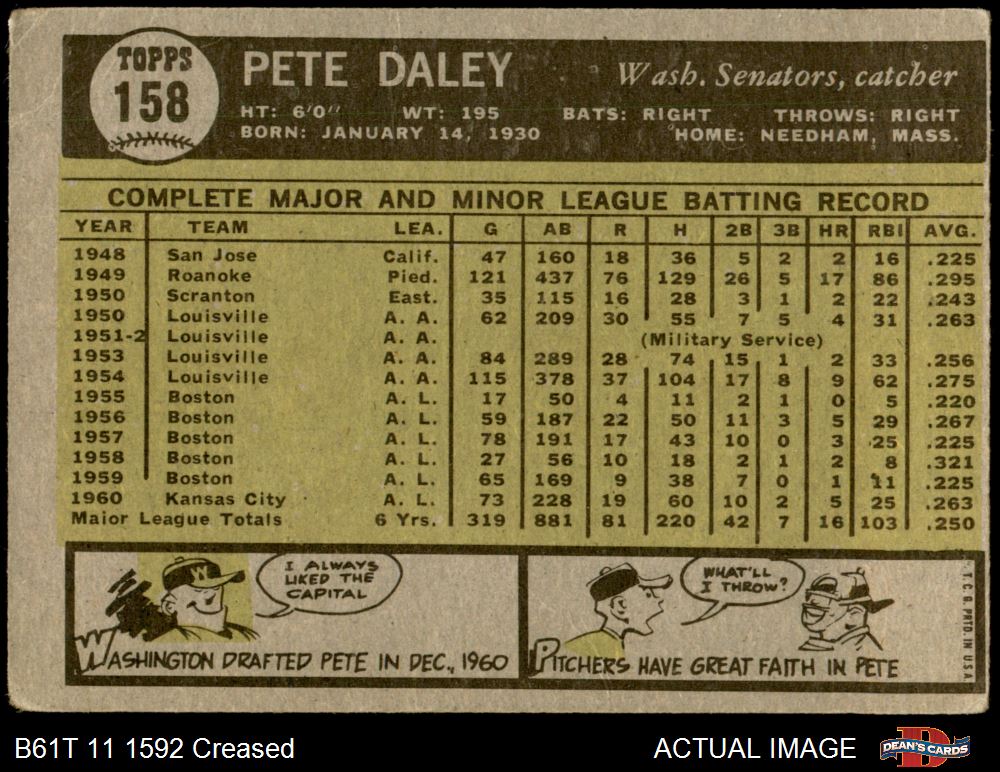 TOPPS
158
PETE DALEY Wash. Senators, catcher
HT: 6'0" WT: 195 BATS: RIGHT THROWS: RIGHT
BORN: JANUARY 14, 1930 HOME: NEEDHAM, MASS.
COMPLETE MAJOR AND MINOR LEAGUE BATTING RECORD
YEAR TEAM LEA. G AB R H 2B 3B HR RBI AVG.
1948 San Jose Calif. 47 160 18 36 5 2 2 16 .225
1949 Roanoke Pied. 121 437 76 129 26 5 17 86 .295
1950 Scranton East. 35 115 16 28 3 1 2 22 .243
1950 Louisville A. A. 62 209 30 55 7 5 4 31 .263
1951-2 Louisville A. A. (Military Service)
1953 Louisville A. A. 84 289 28 74 15 1 2 33 .256
1954 Louisville A. A. 115 378 37 104 17 8 9 62 .275
1955 Boston A. L. 17 50 4 11 2 1 0 5 .220
1956 Boston A. L. 59 187 22 50 11 3 5 29 .267
1957 Boston A. L. 78 191 17 43 10 0 3 25 .225
1958 Boston A. L. 27 56 10 18 2 1 2 8 .321
1959 Boston A. L. 65 169 9 38 7 0 1 11 .225
1960 Kansas City A. L. 73 228 19 60 10 2 5 25 .263
Major League Totals 6 Yrs. 319 881 81 220 42 7 16 103 .250
I ALWAYS
LIKED THE
CAPITAL
W
WASHINGTON DRAFTED PETE IN DEC., 1960
WHAT'LL
I THROW?
PITCHERS HAVE GREAT FAITH IN PETE
T. C. G. PRTD. IN U.S.A.
B61T 11 1592 Creased
ACTUAL IMAGE
DEAN'S CARDS